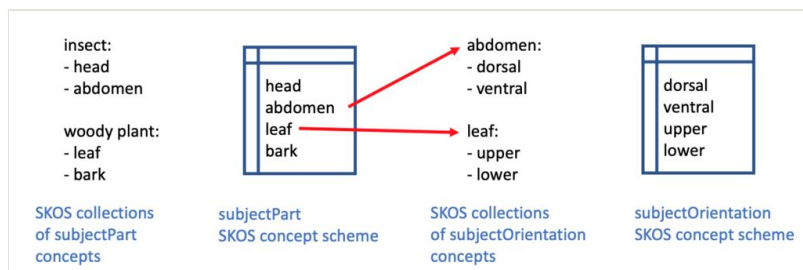 insect:
- head
- abdomen
woody plant:
- leaf
- bark
SKOS collections
of subjectPart
concepts
head
abdomen
leaf
bark
subjectPart
SKOS concept scheme
abdomen:
- dorsal
- ventral
leaf:
- upper
- lower
SKOS collections
of subjectOrientation
concepts
dorsal
ventral
upper
lower
subjectOrientation
SKOS concept scheme